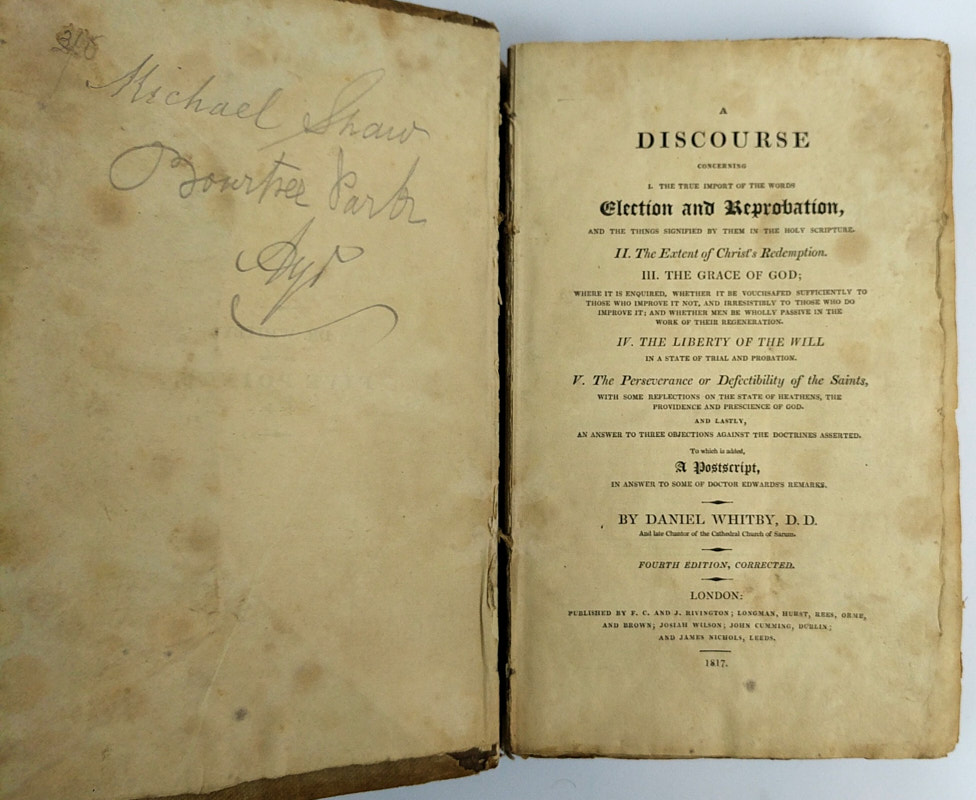 Michael Shaw
Bourtree Park
Ayr
A
DISCOURSE
CONCERNING
I. THE TRUE IMPORT OF THE WORDS
Election and Reprobation,
AND THE THINGS SIGNIFIED BY THEM IN THE HOLY SCRIPTURE.
II. The Extent of Christ's Redemption.
III. THE GRACE OF GOD;
WHERE IT IS ENQUIRED, WHETHER IT BE VOUCHSAFED SUFFICIENTLY TO
THOSE WHO IMPROVE IT NOT, AND IRRESISTIBLY TO THOSE WHO DO
IMPROVE IT; AND WHETHER MEN BE WHOLLY PASSIVE IN THE
WORK OF THEIR REGENERATION.
IV. THE LIBERTY OF THE WILL
IN A STATE OF TRIAL AND PROBATION.
V. The Perseverance or Defectibility of the Saints,
WITH SOME REFLECTIONS ON THE STATE OF HEATHENS, THE
PROVIDENCE AND PRESCIENCE OF GOD.
AND LASTLY,
AN ANSWER TO THREE OBJECTIONS AGAINST THE DOCTRINES ASSERTED.
To which is added,
A Postscript,
IN ANSWER TO SOME OF DOCTOR EDWARDS'S REMARKS.
BY DANIEL WHITBY, D. D.
And late Chantor of the Cathedral Church of Sarum.
FOURTH EDITION, CORRECTED.
LONDON:
PUBLISHED BY F. C. AND J. RIVINGTON; LONGMAN, HURST, REES, ORME,
AND BROWN; JOSIAH WILSON; JOHN CUMMING, DUBLIN;
AND JAMES NICHOLS, LEEDS.
1817.